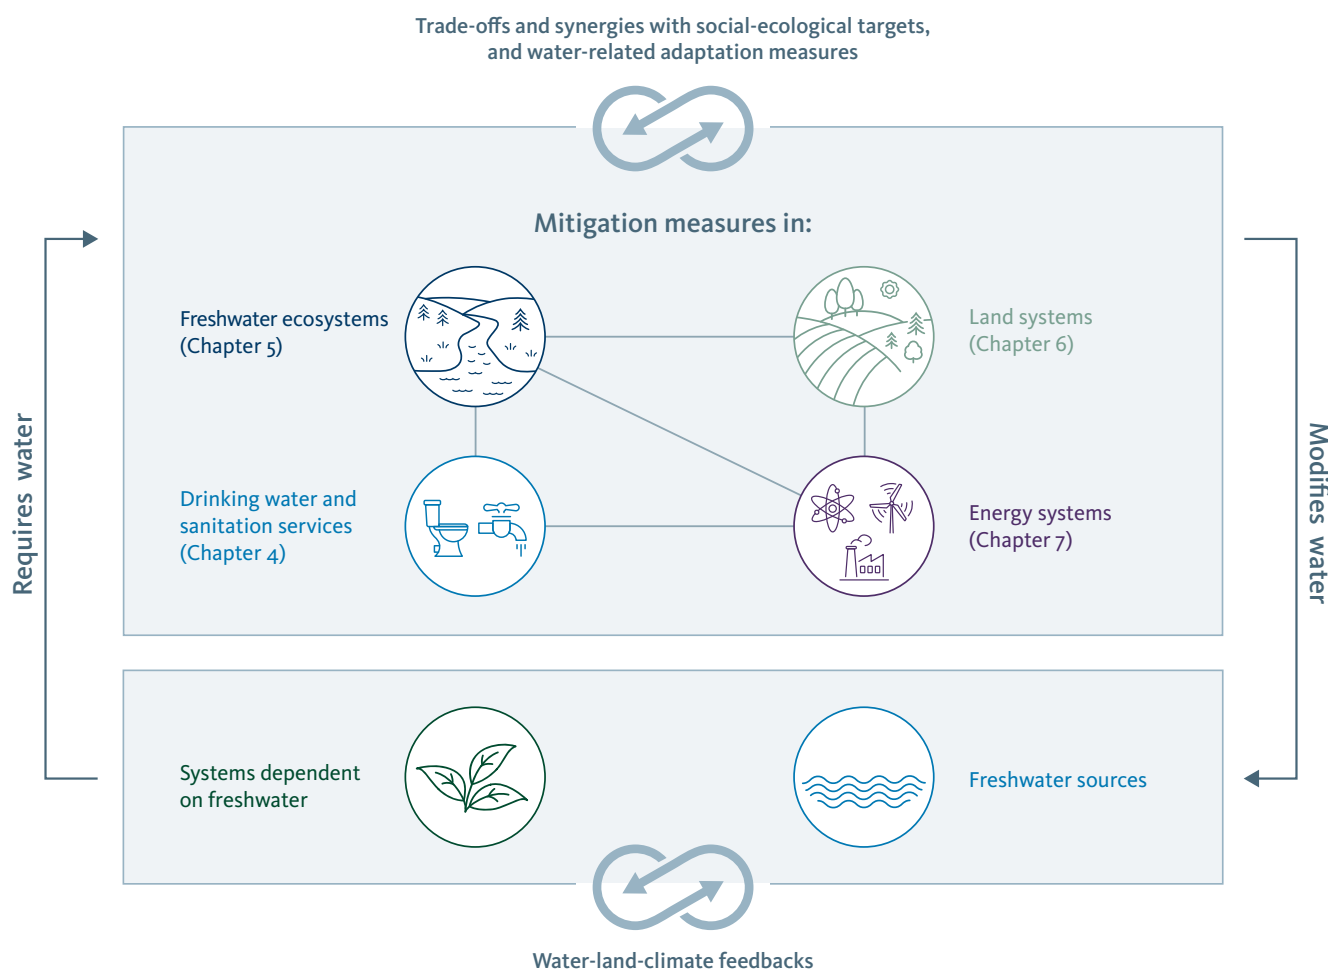 Trade-offs and synergies with social-ecological targets,
and water-related adaptation measures
Mitigation measures in:
Freshwater ecosystems
(Chapter 5)
Land systems
(Chapter 6)
Requires water
Modifies water
Drinking water and
sanitation services
(Chapter 4)
Energy systems
(Chapter 7)
Systems dependent
on freshwater
Freshwater sources
Water-land-climate feedbacks